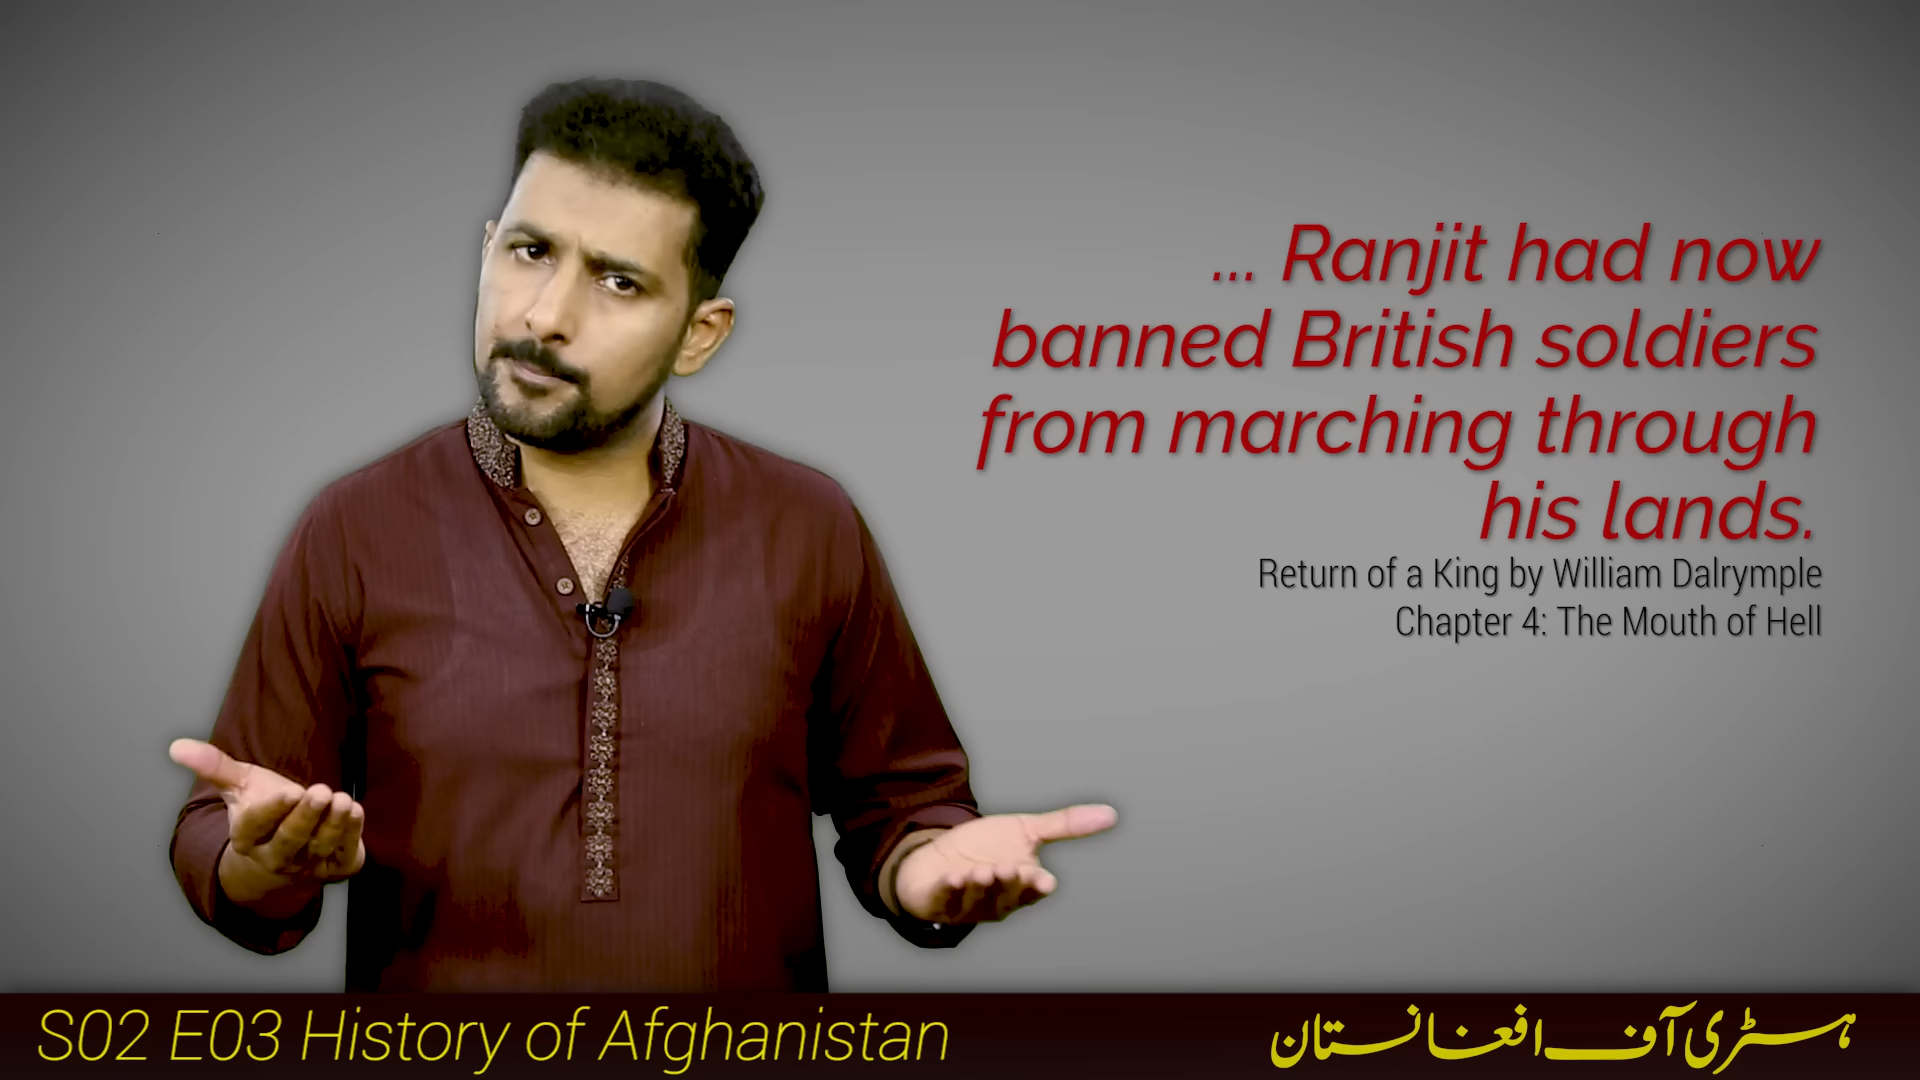 ... Ranjit had now
banned British soldiers
from marching through
his lands.
Return of a King by William Dalrymple
Chapter 4: The Mouth of Hell
S02 E03 History of Afghanistan
ہسٹری آف افغانستان